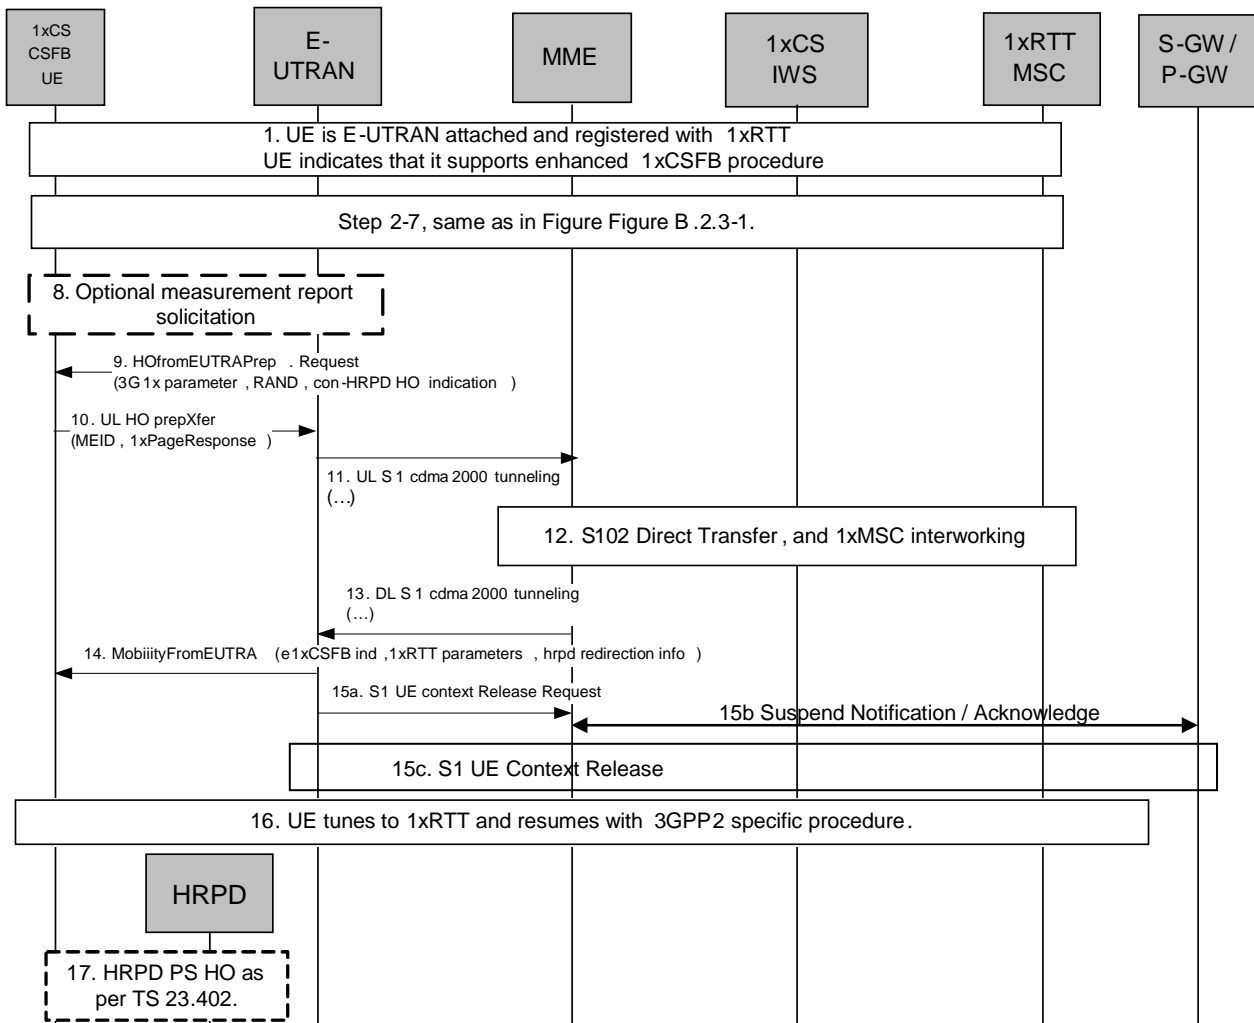 1xCS
CSFB
UE
E-
UTRAN
MME
1xCS
IWS
1xRTT
MSC
S-GW /
P-GW
1. UE is E-UTRAN attached and registered with 1xRTT
UE indicates that it supports enhanced 1xCSFB procedure
Step 2-7, same as in Figure Figure B .2.3-1.
8. Optional measurement report
solicitation
9. HOfromEUTRAPrep . Request
(3G1x parameter , RAND , con-HRPD HO indication )
10. UL HO prepXfer
(MEID , 1xPageResponse )
11. UL S1 cdma 2000 tunneling
(...)
12. S102 Direct Transfer , and 1xMSC interworking
13. DL S1 cdma 2000 tunneling
(...)
14. MobiiityFromEUTRA (e1xCSFB ind ,1xRTT parameters , hrpd redirection info )
15a. S1 UE context Release Request
15b Suspend Notification / Acknowledge
15c. S1 UE Context Release
16. UE tunes to 1xRTT and resumes with 3GPP2 specific procedure.
HRPD
17. HRPD PS HO as
per TS 23.402.